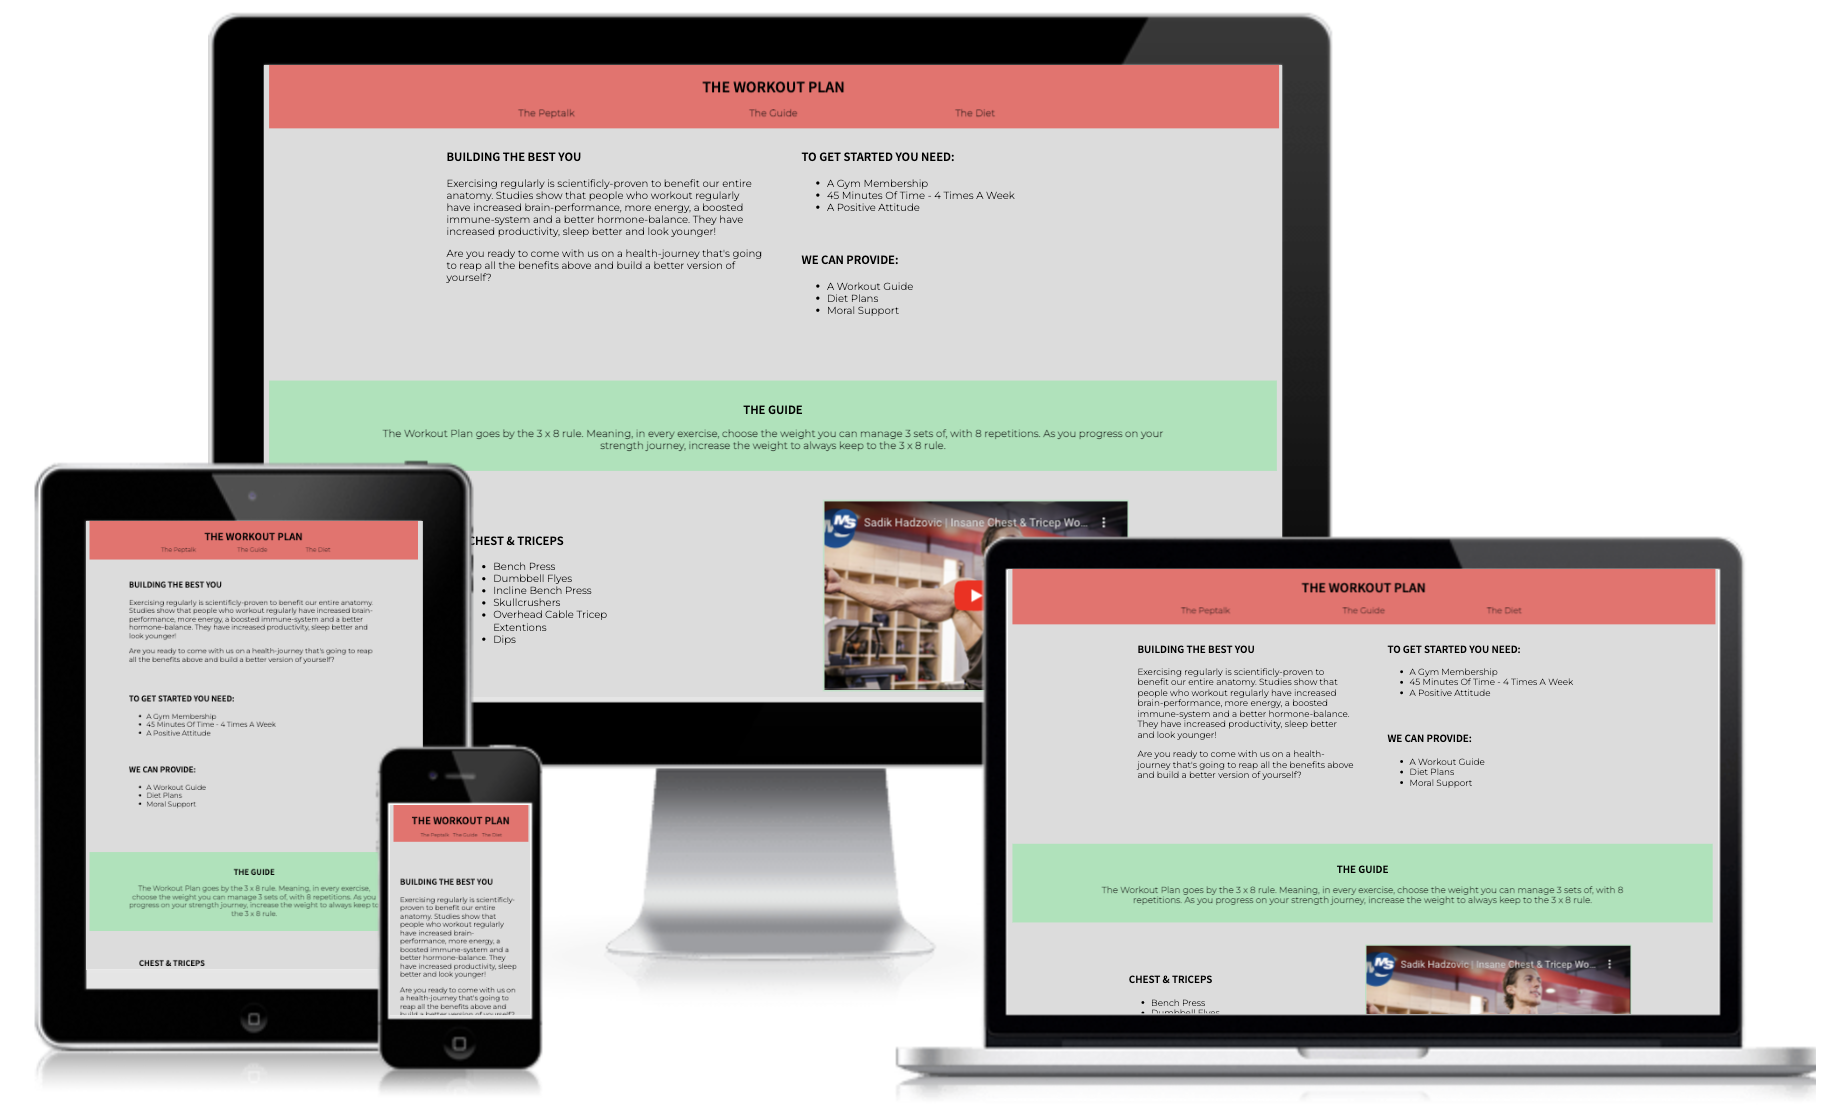 THE WORKOUT PLAN
The Peptalk The Guide The Diet
BUILDING THE BEST YOU
Exercising regularly is scientificly-proven to benefit our entire
anatomy. Studies show that people who workout regularly
have increased brain-performance, more energy, a boosted
immune-system and a better hormone-balance. They have
increased productivity, sleep better and look younger!
Are you ready to come with us on a health-journey that's going
to reap all the benefits above and build a better version of
yourself?
TO GET STARTED YOU NEED:
• A Gym Membership
• 45 Minutes Of Time - 4 Times A Week
• A Positive Attitude
WE CAN PROVIDE:
• A Workout Guide
• Diet Plans
• Moral Support
THE GUIDE
The Workout Plan goes by the 3 x 8 rule. Meaning, in every exercise, choose the weight you can manage 3 sets of, with 8 repetitions. As you progress on your
strength journey, increase the weight to always keep to the 3 x 8 rule.
CHEST & TRICEPS
• Bench Press
• Dumbbell Flyes
• Incline Bench Press
• Skullcrushers
• Overhead Cable Tricep
Extentions
• Dips
MS Sadik Hadzovic | Insane Chest & Tricep Wo...
THE WORKOUT PLAN
The Peptalk The Guide The Diet
BUILDING THE BEST YOU
Exercising regularly is scientificly-proven to benefit our entire anatomy.
Studies show that people who workout regularly have increased brain-
performance, more energy, a boosted immune-system and a better
hormone-balance. They have increased productivity, sleep better and
look younger!
Are you ready to come with us on a health-journey that's going to reap
all the benefits above and build a better version of yourself?
TO GET STARTED YOU NEED:
• A Gym Membership
• 45 Minutes Of Time - 4 Times A Week
• A Positive Attitude
WE CAN PROVIDE:
• A Workout Guide
• Diet Plans
• Moral Support
THE GUIDE
The Workout Plan goes by the 3 x 8 rule. Meaning, in every exercise,
choose the weight you can manage 3 sets of, with 8 repetitions. As you
progress on your strength journey, increase the weight to always keep to
the 3 x 8 rule.
CHEST & TRICEPS
THE WORKOUT PLAN
The Peptalk The Guide The Diet
BUILDING THE BEST YOU
Exercising regularly is scientificly-
proven to benefit our entire
anatomy. Studies show that
people who workout regularly
have increased brain-
performance, more energy, a
boosted immune-system and a
better hormone-balance. They
have increased productivity, sleep
better and look younger!
Are you ready to come with us on
a health-journey that's going to
reap all the benefits above and
build a better version of yourself?
THE WORKOUT PLAN
The Peptalk The Guide The Diet
BUILDING THE BEST YOU
Exercising regularly is scientificly-proven to
benefit our entire anatomy. Studies show that
people who workout regularly have increased
brain-performance, more energy, a boosted
immune-system and a better hormone-balance.
They have increased productivity, sleep better
and look younger!
Are you ready to come with us on a health-
journey that's going to reap all the benefits above
and build a better version of yourself?
TO GET STARTED YOU NEED:
• A Gym Membership
• 45 Minutes Of Time - 4 Times A Week
• A Positive Attitude
WE CAN PROVIDE:
• A Workout Guide
• Diet Plans
• Moral Support
THE GUIDE
The Workout Plan goes by the 3 x 8 rule. Meaning, in every exercise, choose the weight you can manage 3 sets of, with 8
repetitions. As you progress on your strength journey, increase the weight to always keep to the 3 x 8 rule.
CHEST & TRICEPS
• Bench Press
• Dumbbell Flyes
MS Sadik Hadzovic | Insane Chest & Tricep Wo...